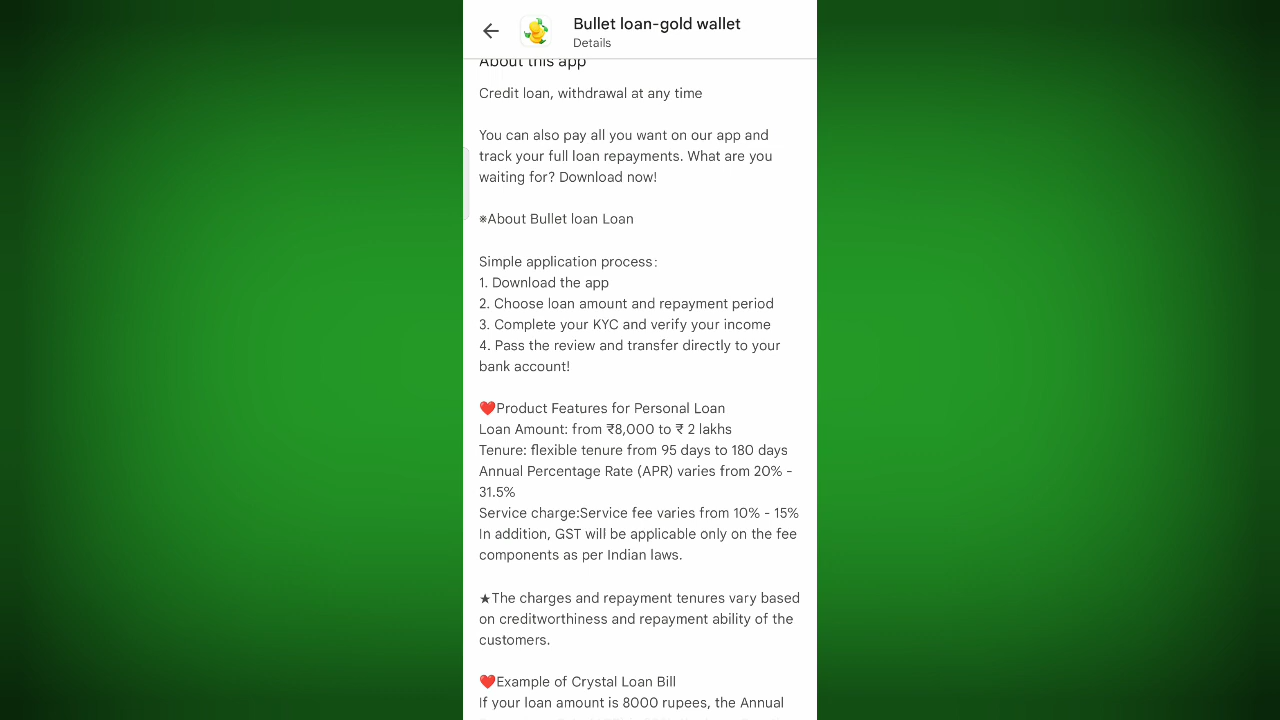 Bullet loan-gold wallet
Details
About this app
Credit loan, withdrawal at any time
You can also pay all you want on our app and
track your full loan repayments. What are you
waiting for? Download now!
※About Bullet loan Loan
Simple application process：
1. Download the app
2. Choose loan amount and repayment period
3. Complete your KYC and verify your income
4. Pass the review and transfer directly to your
bank account!
❤️Product Features for Personal Loan
Loan Amount: from ₹8,000 to ₹ 2 lakhs
Tenure: flexible tenure from 95 days to 180 days
Annual Percentage Rate (APR) varies from 20% -
31.5%
Service charge:Service fee varies from 10% - 15%
In addition, GST will be applicable only on the fee
components as per Indian laws.
★The charges and repayment tenures vary based
on creditworthiness and repayment ability of the
customers.
❤️Example of Crystal Loan Bill
If your loan amount is 8000 rupees, the Annual